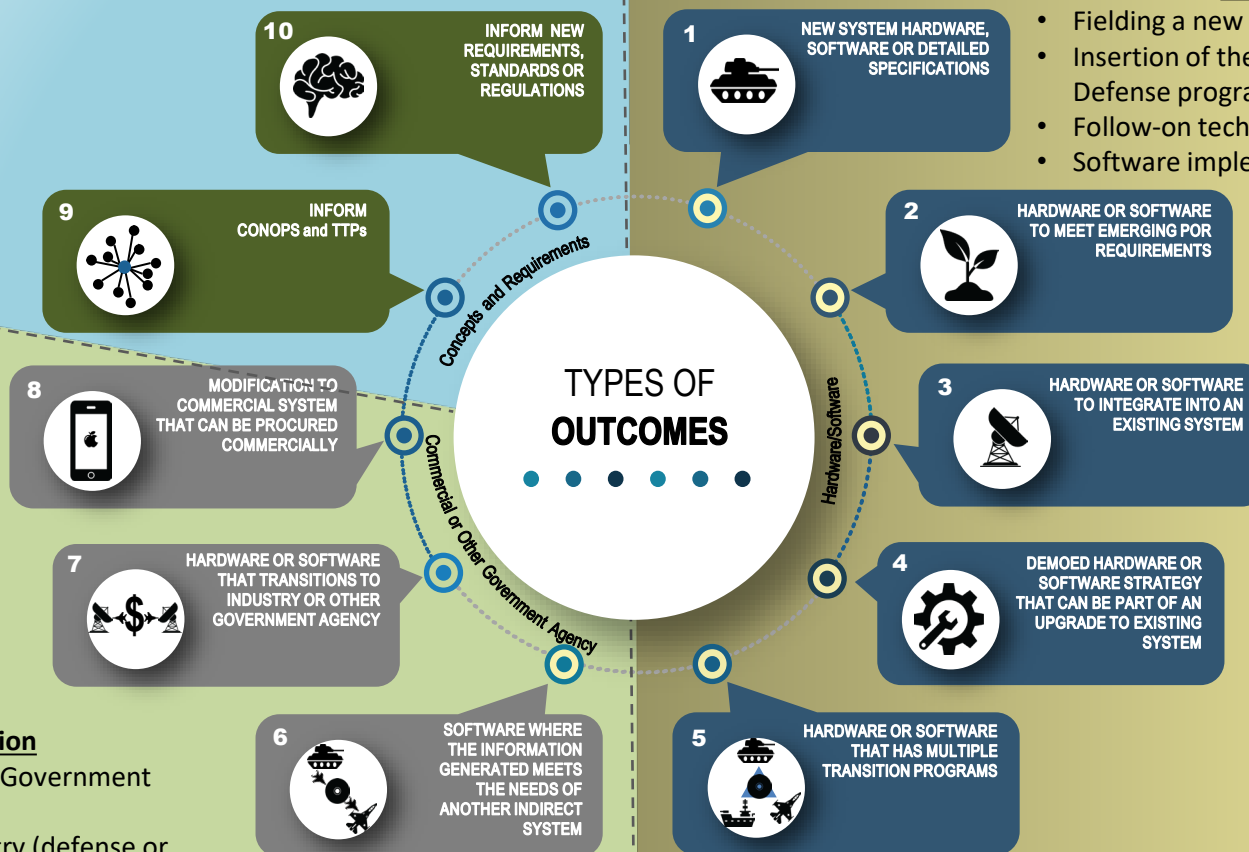 10
INFORM NEW
REQUIREMENTS,
STANDARDS OR
REGULATIONS
1
NEW SYSTEM HARDWARE,
SOFTWARE OR DETAILED
SPECIFICATIONS
• Fielding a new
• Insertion of the
Defense progra
• Follow-on tech
• Software imple
9
INFORM
CONOPS and TTPs
2
HARDWARE OR SOFTWARE
TO MEET EMERGING POR
REQUIREMENTS
Concepts and Requirements
8
MODIFICATION TO
COMMERCIAL SYSTEM
THAT CAN BE PROCURED
COMMERCIALLY
TYPES OF
OUTCOMES
Hardware/Software
3
HARDWARE OR SOFTWARE
TO INTEGRATE INTO AN
EXISTING SYSTEM
Commercial or Other Government Agency
7
HARDWARE OR SOFTWARE
THAT TRANSITIONS TO
INDUSTRY OR OTHER
GOVERNMENT AGENCY
$
4
DEMOED HARDWARE OR
SOFTWARE STRATEGY
THAT CAN BE PART OF AN
UPGRADE TO EXISTING
SYSTEM
6
SOFTWARE WHERE
THE INFORMATION
GENERATED MEETS
THE NEEDS OF
ANOTHER INDIRECT
SYSTEM
5
HARDWARE OR SOFTWARE
THAT HAS MULTIPLE
TRANSITION PROGRAMS
ion
Government
try (defense or